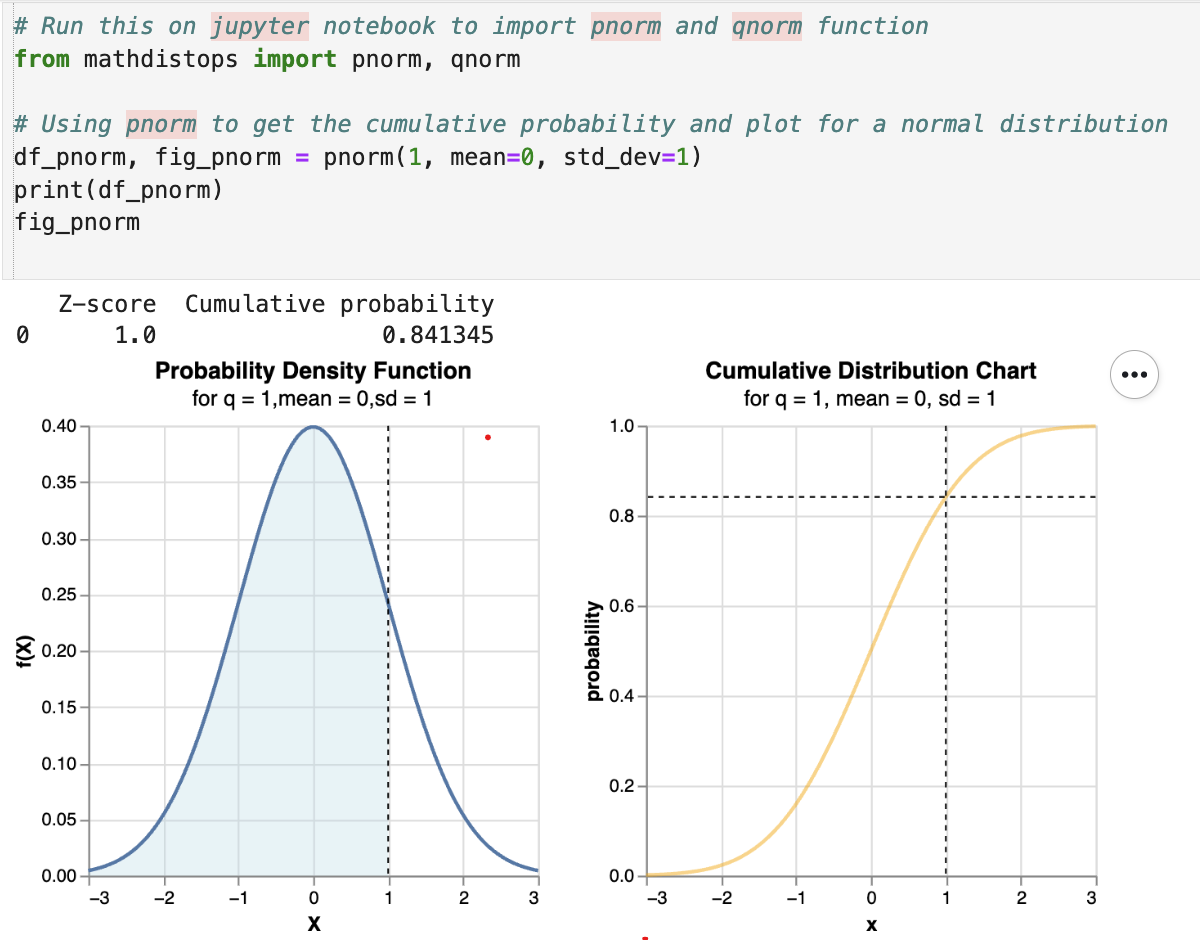 # Run this on jupyter notebook to import pnorm and qnorm function
from mathdistops import pnorm, qnorm
# Using pnorm to get the cumulative probability and plot for a normal distribution
df_pnorm, fig_pnorm = pnorm(1, mean=0, std_dev=1)
print(df_pnorm)
fig_pnorm
Z-score Cumulative probability
0 1.0 0.841345
Probability Density Function
for q = 1,mean = 0,sd = 1
0.40
0.35
0.30
0.25
0.20
0.15
0.10
0.05
0.00
f(X)
−3 −2 −1 0 1 2 3
X
Cumulative Distribution Chart
for q = 1, mean = 0, sd = 1
1.0
0.8
0.6
0.4
0.2
0.0
probability
−3 −2 −1 0 1 2 3
x